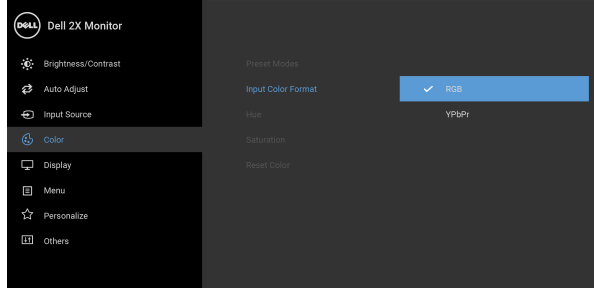 DELL
Dell 2X Monitor
Brightness/Contrast
Auto Adjust
Input Source
Color
Display
Menu
Personalize
Others
Preset Modes
Input Color Format
Hue
Saturation
Reset Color
RGB
YPbPr